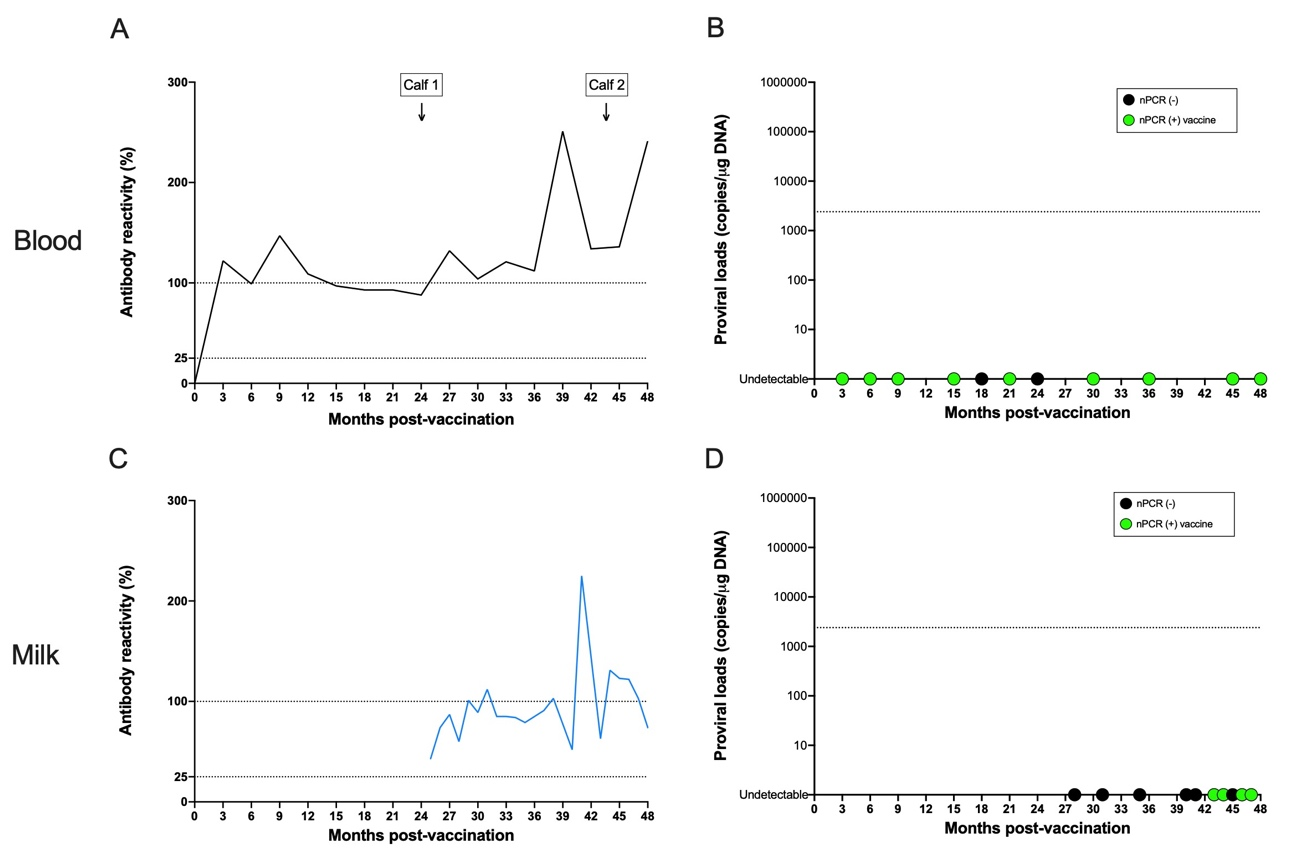 A
B
Blood
300
200
100
25
0
Antibody reactivity (%)
Calf 1
Calf 2
0 3 6 9 12 15 18 21 24 27 30 33 36 39 42 45 48
Months post-vaccination
1000000
100000
10000
1000
100
10
Undetectable
Proviral loads (copies/μg DNA)
nPCR (-)
nPCR (+) vaccine
0 3 6 9 12 15 18 21 24 27 30 33 36 39 42 45 48
Months post-vaccination
C
D
Milk
300
200
100
25
0
Antibody reactivity (%)
0 3 6 9 12 15 18 21 24 27 30 33 36 39 42 45 48
Months post-vaccination
1000000
100000
10000
1000
100
10
Undetectable
Proviral loads (copies/μg DNA)
nPCR (-)
nPCR (+) vaccine
0 3 6 9 12 15 18 21 24 27 30 33 36 39 42 45 48
Months post-vaccination